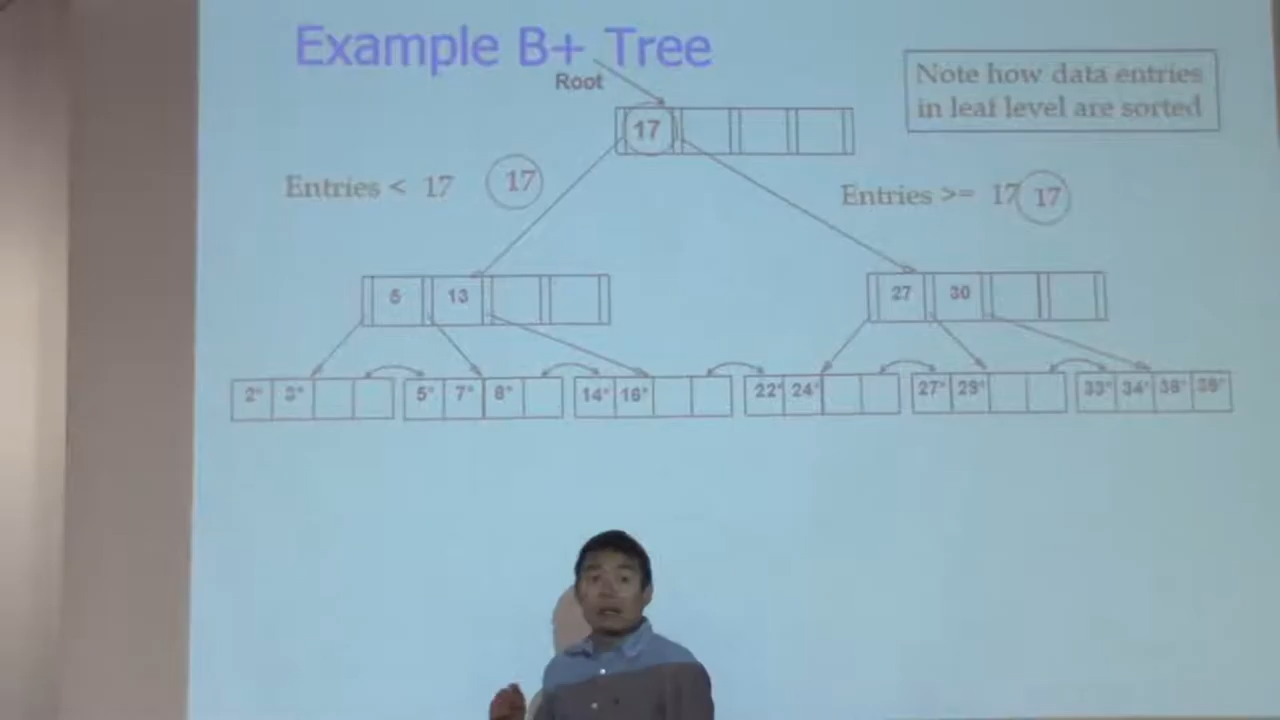 Example B+ Tree
Root
Note how data entries
in leaf level are sorted
17
Entries < 17 17
Entries >= 17 17
5 13
27 30
2* 3* 5* 7* 8* 14* 16* 22* 24* 27* 29* 33* 34* 38* 39*